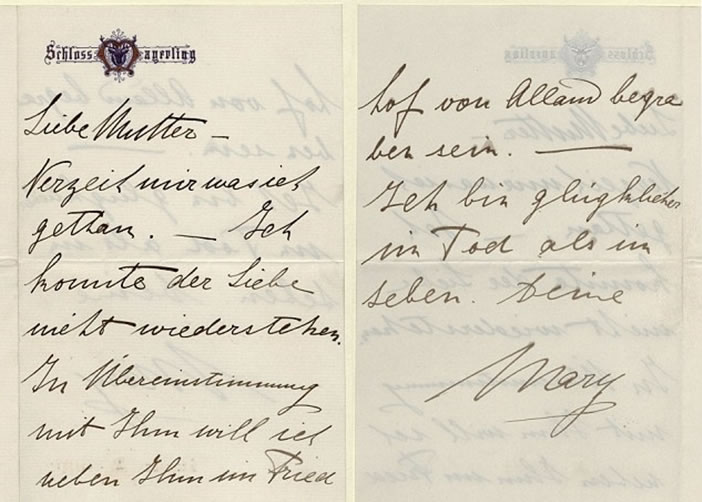 Schloss Mayerling
Liebe Mutter –
Verzeih mir was ich
gethan. – Ich
konnte der Liebe
nicht wiederstehen.
In Übereinstimmung
mit Ihm will ich
neben Ihm im Fried
hof von Alland begra
ben sein. –
Ich bin glüghlicher
im Tod als im
Leben. Deine
Mary